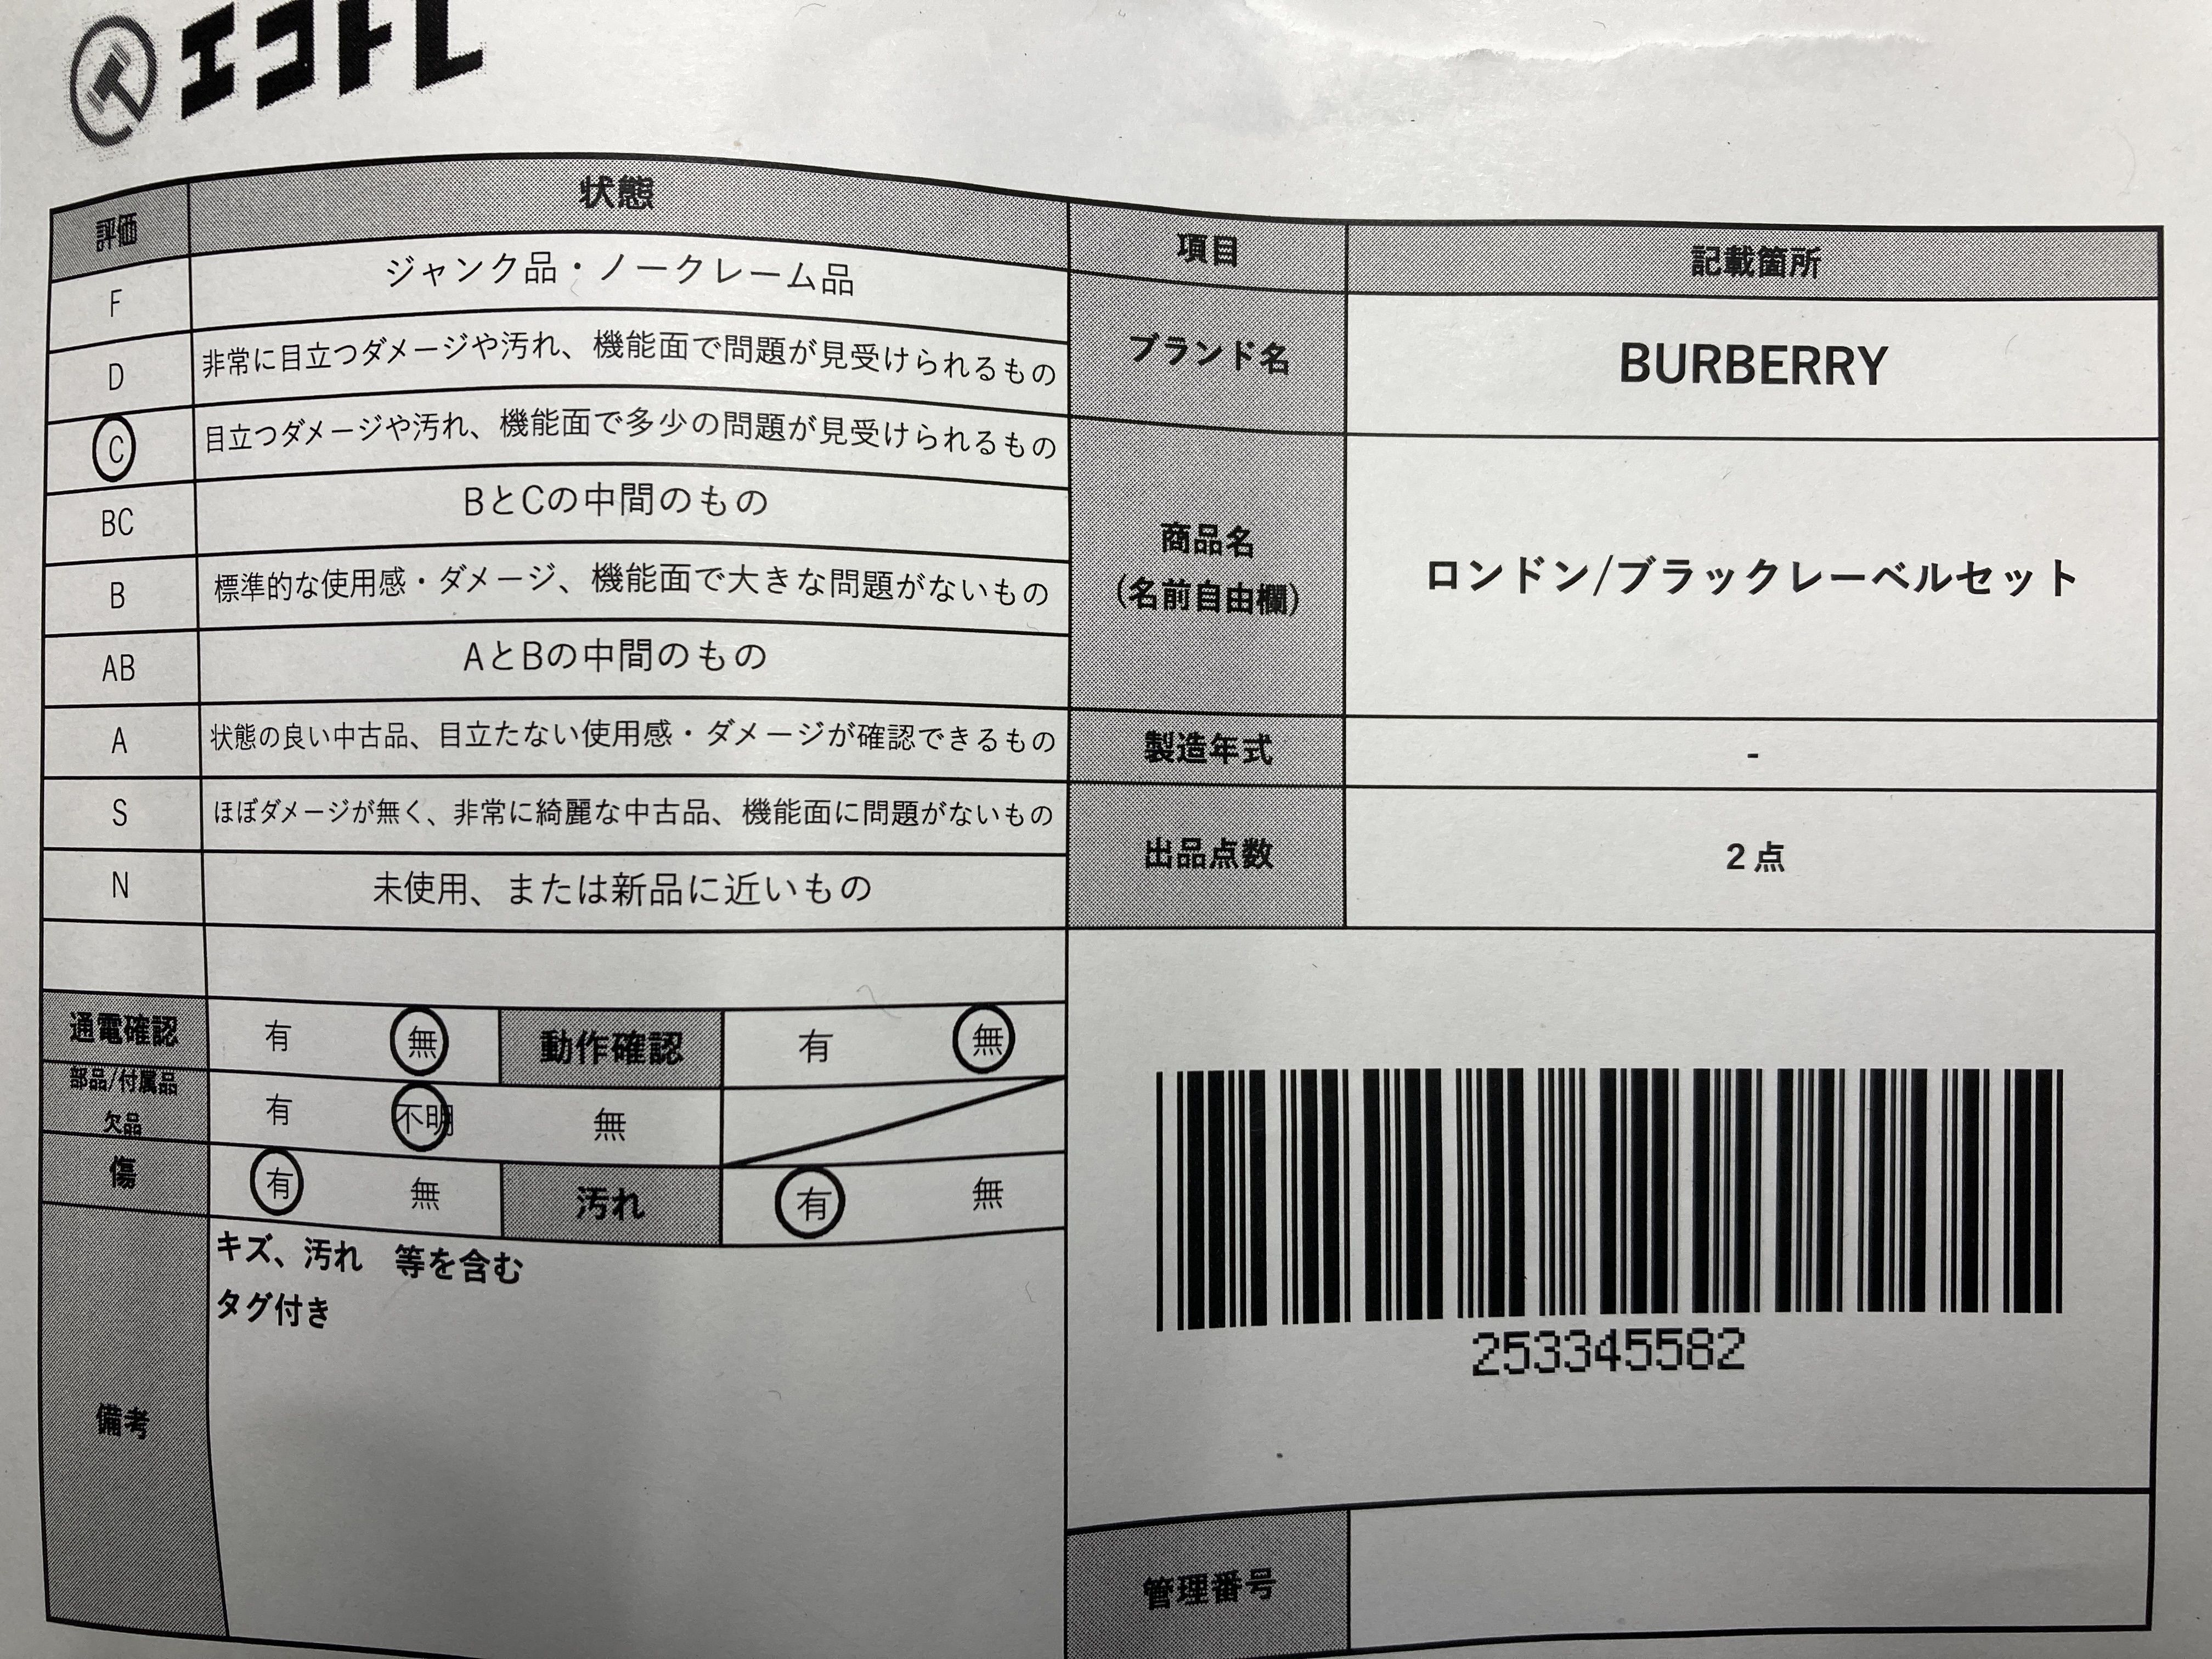 エコトレ
評価 状態
F ジャンク品・ノークレーム品
D 非常に目立つダメージや汚れ、機能面で問題が見受けられるもの
C 目立つダメージや汚れ、機能面で多少の問題が見受けられるもの
BC BとCの中間のもの
B 標準的な使用感・ダメージ、機能面で大きな問題がないもの
AB AとBの中間のもの
A 状態の良い中古品、目立たない使用感・ダメージが確認できるもの
S ほぼダメージが無く、非常に綺麗な中古品、機能面に問題がないもの
N 未使用、または新品に近いもの
通電確認 有 無 動作確認 有 無
部品/付属品
欠品 有 不明 無
傷 有 無 汚れ 有 無
備考
キズ、汚れ 等を含む
タグ付き
項目 記載箇所
ブランド名 BURBERRY
商品名
(名前自由欄) ロンドン/ブラックレーベルセット
製造年式 -
出品点数 2点
253345582
管理番号